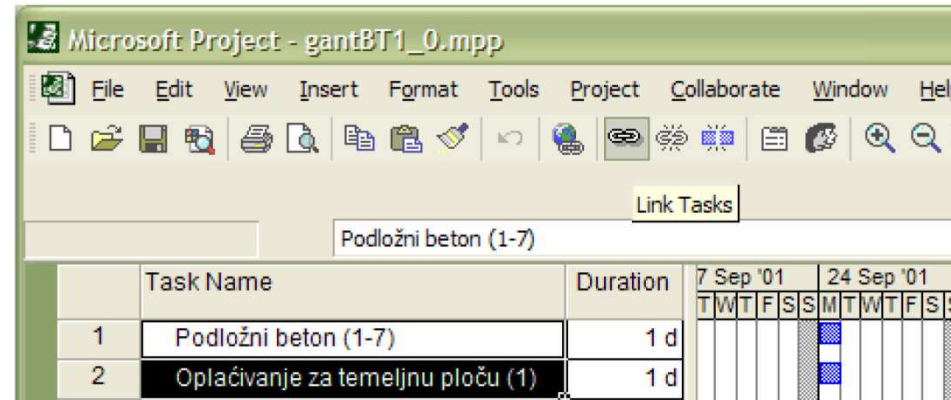 Microsoft Project - gantBT1_0.mpp
File Edit View Insert Format Tools Project Collaborate Window Hel
Link Tasks
Podložni beton (1-7)
Task Name Duration 7 Sep '01 24 Sep '01
T W T F S S M T W T F S S
1 Podložni beton (1-7) 1 d
2 Oplaćivanje za temeljnu ploču (1) 1 d